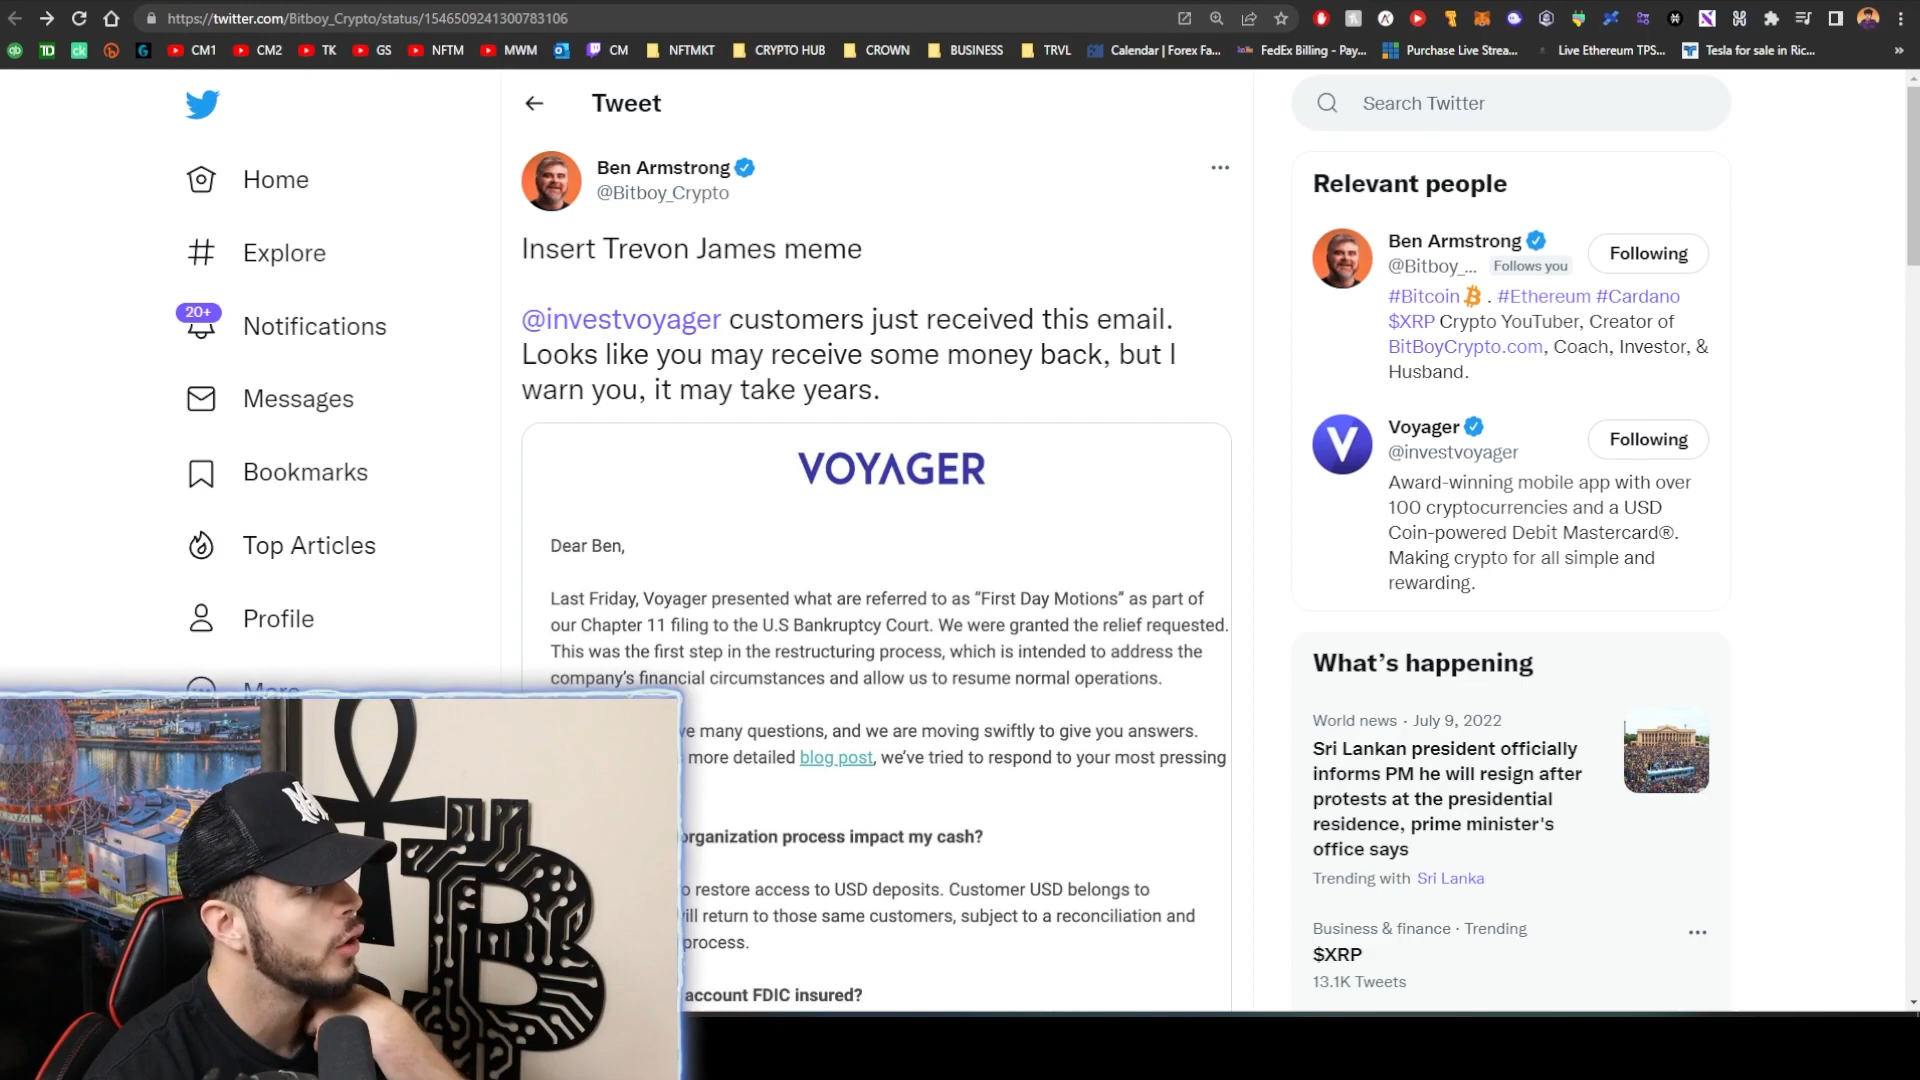 https://twitter.com/Bitboy_Crypto/status/1546509241300783106
TD
ck
CM1
CM2
TK
GS
NFTM
MWM
CM
NFTMKT
CRYPTO HUB
CROWN
BUSINESS
TRVL
Calendar | Forex Fa...
FedEx Billing - Pay...
Purchase Live Strea...
Live Ethereum TPS...
Tesla for sale in Ric...
Home
Explore
20+
Notifications
Messages
Bookmarks
Top Articles
Profile
More
Tweet
Ben Armstrong
@Bitboy_Crypto
Insert Trevon James meme
@investvoyager customers just received this email.
Looks like you may receive some money back, but I
warn you, it may take years.
VOYAGER
Dear Ben,
Last Friday, Voyager presented what are referred to as “First Day Motions” as part of
our Chapter 11 filing to the U.S Bankruptcy Court. We were granted the relief requested.
This was the first step in the restructuring process, which is intended to address the
company’s financial circumstances and allow us to resume normal operations.
ve many questions, and we are moving swiftly to give you answers.
more detailed blog post, we’ve tried to respond to your most pressing
organization process impact my cash?
o restore access to USD deposits. Customer USD belongs to
will return to those same customers, subject to a reconciliation and
process.
account FDIC insured?
Search Twitter
Relevant people
Ben Armstrong
Following
@Bitboy_... Follows you
#Bitcoin . #Ethereum #Cardano
$XRP Crypto YouTuber, Creator of
BitBoyCrypto.com, Coach, Investor, &
Husband.
Voyager
Following
@investvoyager
Award-winning mobile app with over
100 cryptocurrencies and a USD
Coin-powered Debit Mastercard®.
Making crypto for all simple and
rewarding.
What’s happening
World news · July 9, 2022
Sri Lankan president officially
informs PM he will resign after
protests at the presidential
residence, prime minister's
office says
Trending with Sri Lanka
Business & finance · Trending
$XRP
13.1K Tweets